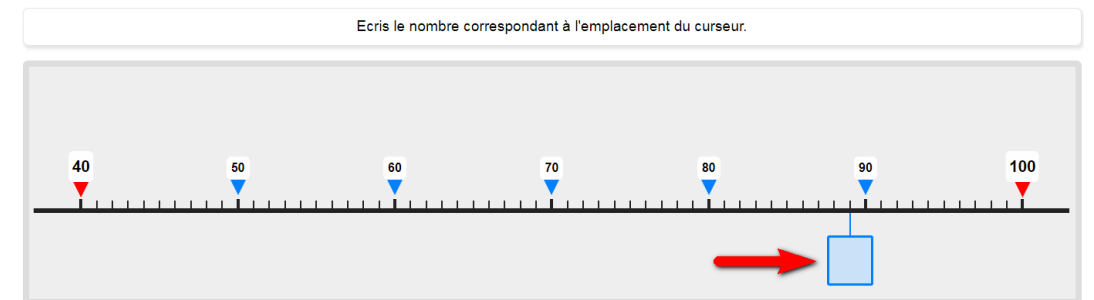 Ecris le nombre correspondant à l'emplacement du curseur.
40 50 60 70 80 90 100